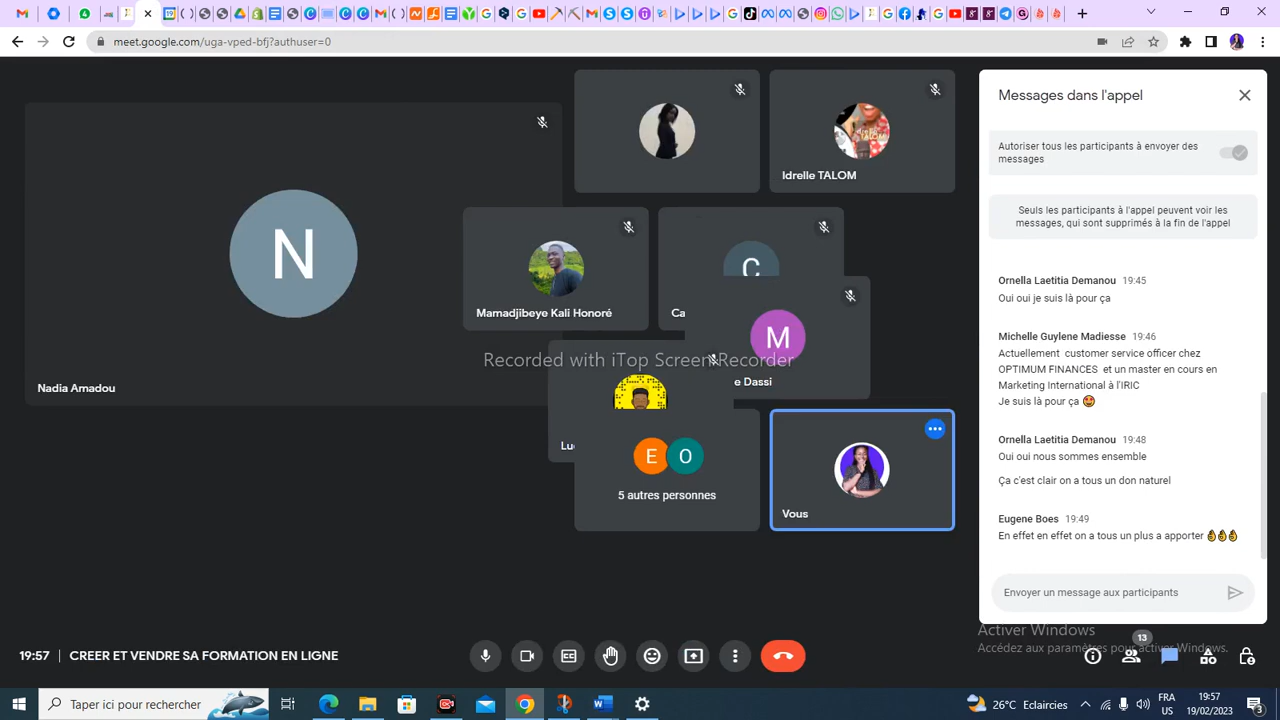 meet.google.com/uga-vped-bfj?authuser=0
Messages dans l'appel
Autoriser tous les participants à envoyer des
messages
Seuls les participants à l'appel peuvent voir les
messages, qui sont supprimés à la fin de l'appel
Ornella Laetitia Demanou 19:45
Oui oui je suis là pour ça
Michelle Guylene Madiesse 19:46
Actuellement customer service officer chez
OPTIMUM FINANCES et un master en cours en
Marketing International à l'IRIC
Je suis là pour ça
Ornella Laetitia Demanou 19:48
Oui oui nous sommes ensemble
Ça c'est clair on a tous un don naturel
Eugene Boes 19:49
En effet en effet on a tous un plus a apporter
Envoyer un message aux participants
N
Nadia Amadou
Idrelle TALOM
Mamadjibeye Kali Honoré
C
Ca
M
e Dassi
Recorded with iTop Screen Recorder
Lu
E O
5 autres personnes
Vous
Activer Windows
Accédez aux paramètres pour activer Windows.
13
19:57 | CREER ET VENDRE SA FORMATION EN LIGNE
Taper ici pour rechercher
26°C Eclaircies
FRA
US
19:57
19/02/2023
3